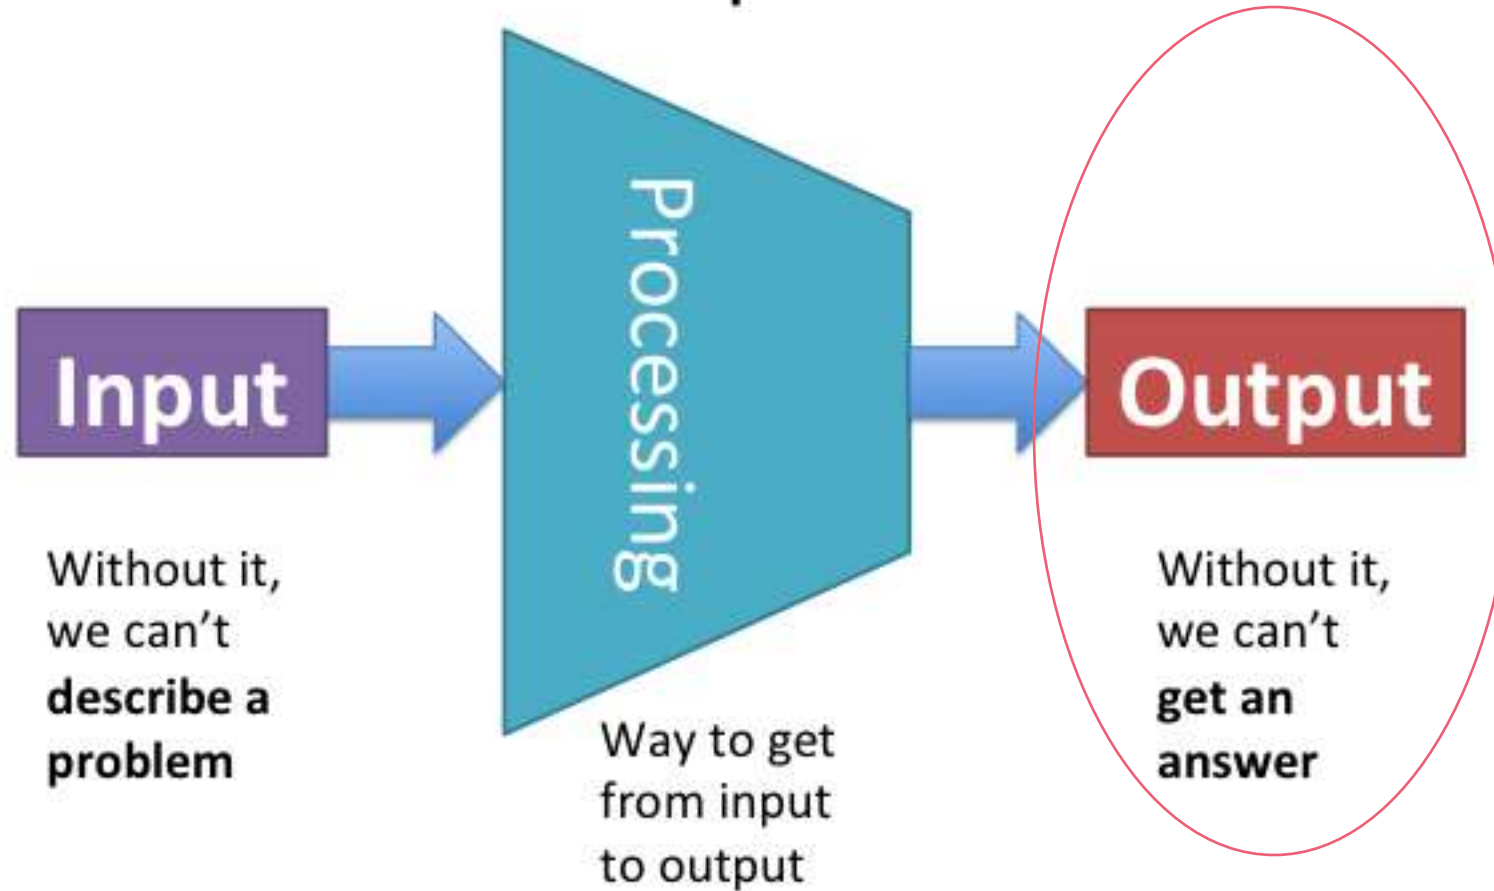 Input
Processing
Output
Without it,
we can't
describe a
problem
Way to get
from input
to output
Without it,
we can't
get an
answer